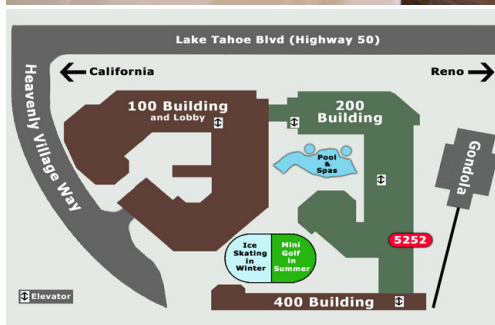 Lake Tahoe Blvd (Highway 50)
California
Reno
Heavenly Village Way
100 Building
and Lobby
200
Building
Pool
&
Spas
Gondola
5252
Ice
Skating
in
Winter
Mini
Golf
in
Summer
Elevator
400 Building